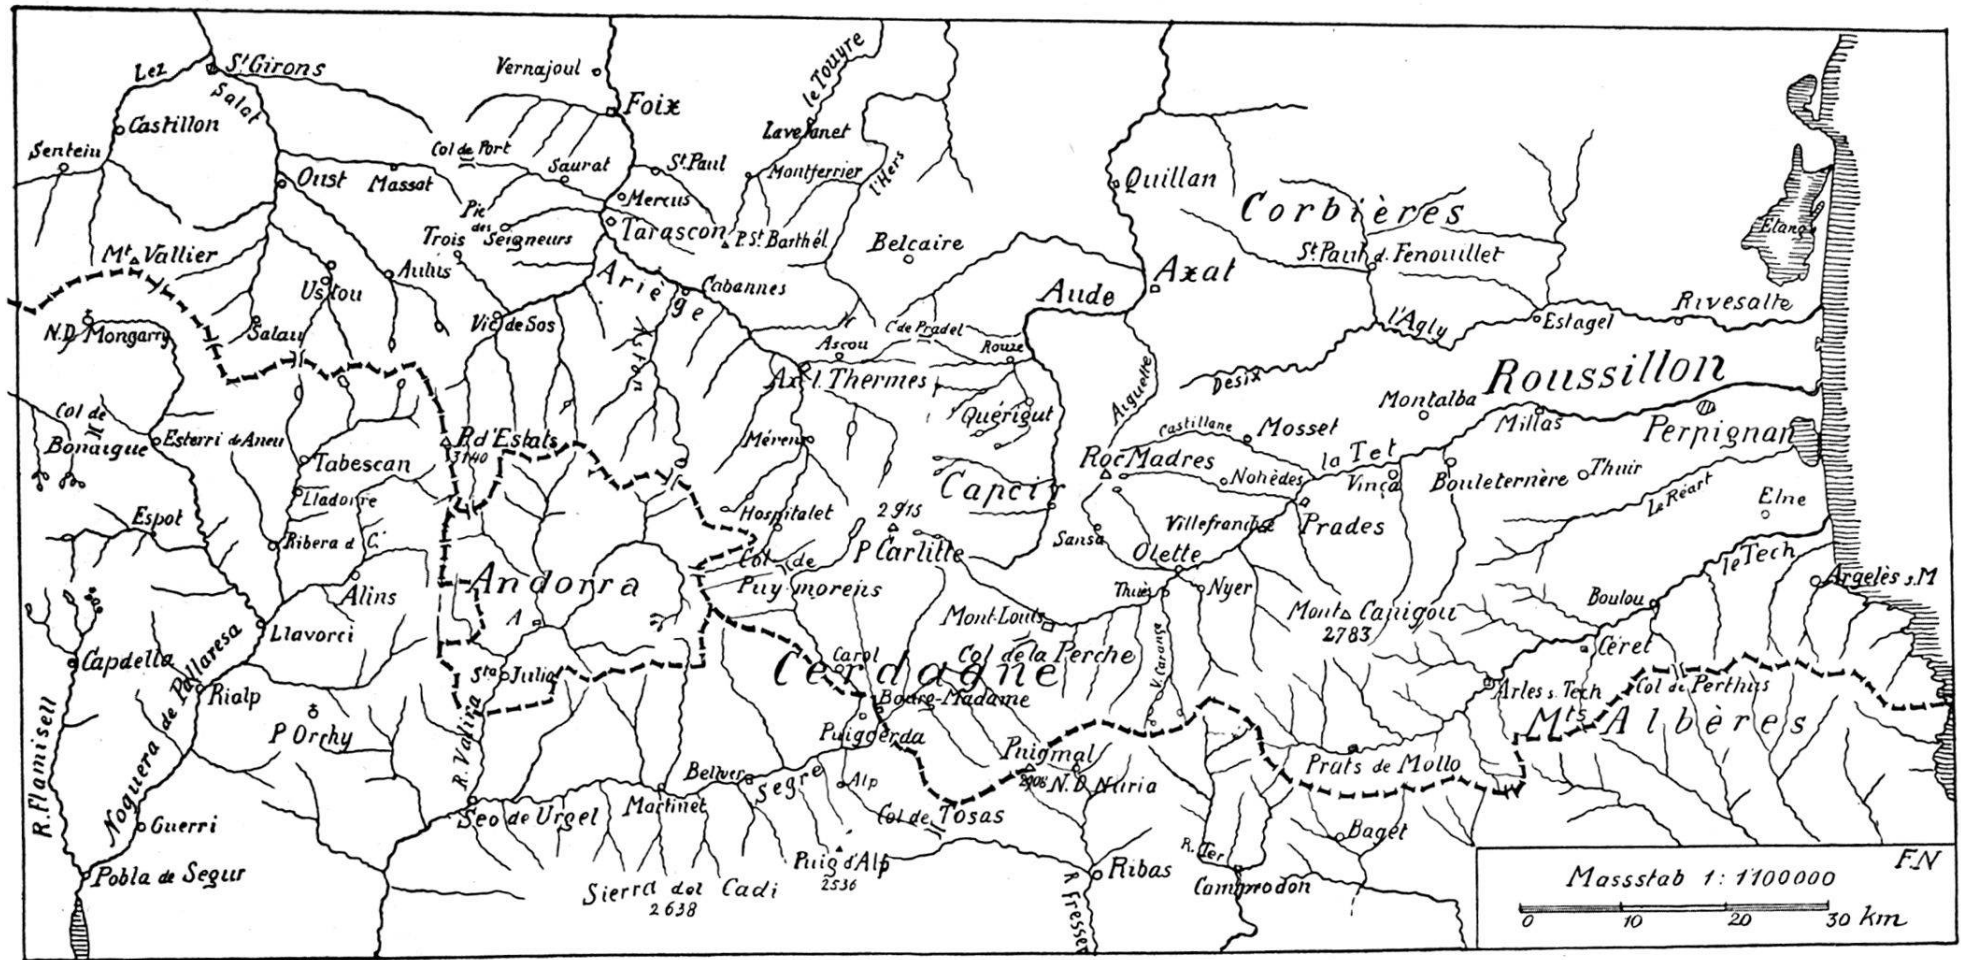 Lez
St Girons
Salat
Vernajoul
Foix
le Touyre
Castillon
Senteiu
Oust
Massat
Col de Port
Saurat
St. Paul
Mercus
Lavelanet
Montferrier
l'Hers
Quillan
Corbières
Etang
Mt. Vallier
Pic des Trois Seigneurs
Tarascon
P. St. Barthél.
Belcaire
St. Paul d. Fenouillet
Axat
Aude
Ustou
Aulus
Ariège
Cabannes
Rivesalte
N.D. Mongarry
Salau
Vic de Sos
Aston
C. de Pradel
Ascou
Rouze
Estagel
l'Agly
Ax l. Thermes
Aiguette
Desix
Roussillon
Col de
Bonaigue
Esterri d. Aneu
P. d'Estats
3140
Mérens
Quérigut
Castillane
Mosset
Montalba
Millas
Perpignan
Tabescan
Lladorre
Capcir
Roc Madres
Nohèdes
la Tet
Vinça
Bouleternère
Thuir
Le Réart
Elne
Espot
Ribera d C.
Hospitalet
2915
P Carlitte
Sansa
Villefranche
Prades
Olette
Andorra
A
Col de
Puymorens
Alins
Thuès
Nyer
Mont Canigou
2783
Boulou
le Tech
Argelès s. M
Llavorci
Mont-Louis
Céret
Capdella
Rialp
Noguera de Pallaresa
Sta Julia
Carol
Cerdagne
Col de la Perche
V. Caranse
Arles s. Tech
Col de Perthus
Mts Albères
P Orchy
R. Valira
Bourg-Madame
Puigcerda
Puigmal
2908
N.D. Nuria
Prats de Mollo
R. Flamisell
Guerri
Seo de Urgel
Martinet
Bellver
Segre
Alp
Col de Tosas
Baget
Pobla de Segur
Sierra del Cadi
2638
Puig d'Alp
2536
Ribas
R. Fresser
R. Ter
Camprodon
F.N
Massstab 1:1'100000
0 10 20 30 km